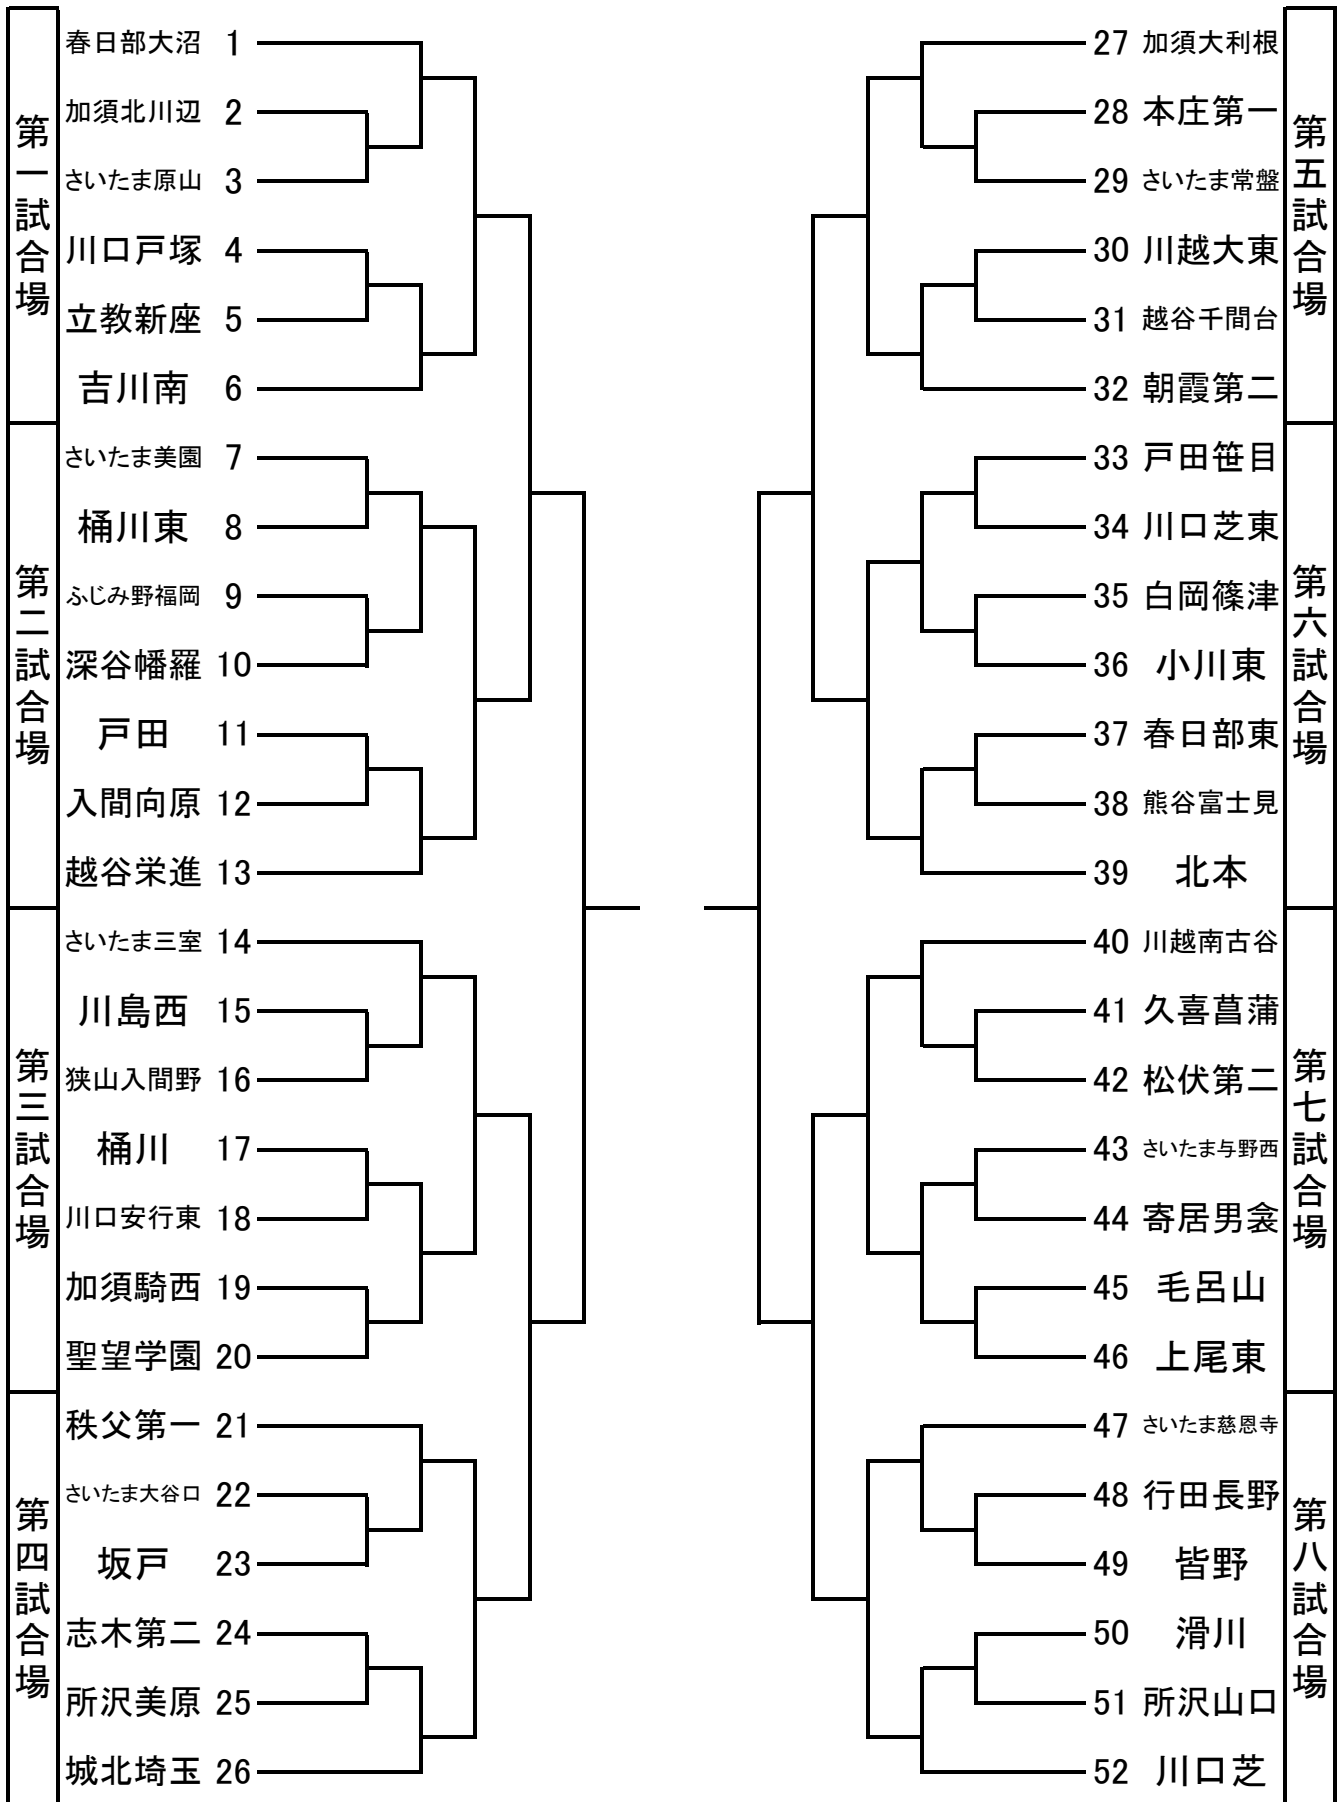 第一試合場
春日部大沼 1
加須北川辺 2
さいたま原山 3
川口戸塚 4
立教新座 5
吉川南 6
第二試合場
さいたま美園 7
桶川東 8
ふじみ野福岡 9
深谷幡羅 10
戸田 11
入間向原 12
越谷栄進 13
第三試合場
さいたま三室 14
川島西 15
狭山入間野 16
桶川 17
川口安行東 18
加須騎西 19
聖望学園 20
第四試合場
秩父第一 21
さいたま大谷口 22
坂戸 23
志木第二 24
所沢美原 25
城北埼玉 26
第五試合場
27 加須大利根
28 本庄第一
29 さいたま常盤
30 川越大東
31 越谷千間台
32 朝霞第二
第六試合場
33 戸田笹目
34 川口芝東
35 白岡篠津
36 小川東
37 春日部東
38 熊谷富士見
39 北本
第七試合場
40 川越南古谷
41 久喜菖蒲
42 松伏第二
43 さいたま与野西
44 寄居男衾
45 毛呂山
46 上尾東
第八試合場
47 さいたま慈恩寺
48 行田長野
49 皆野
50 滑川
51 所沢山口
52 川口芝